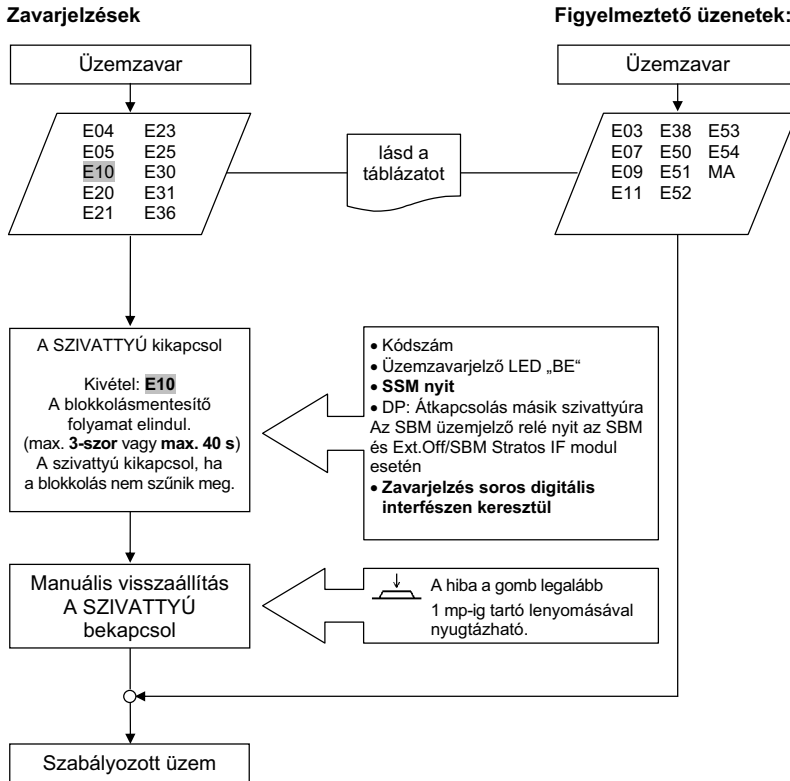 Zavarjelzések
Figyelmeztető üzenetek:
Üzemzavar
Üzemzavar
E04 E23
E05 E25
E10 E30
E20 E31
E21 E36
lásd a
táblázatot
E03 E38 E53
E07 E50 E54
E09 E51 MA
E11 E52
A SZIVATTYÚ kikapcsol
Kivétel: E10
A blokkolásmentesítő
folyamat elindul.
(max. 3-szor vagy max. 40 s)
A szivattyú kikapcsol, ha
a blokkolás nem szűnik meg.
• Kódszám
• Üzemzavarjelző LED „BE“
• SSM nyit
• DP: Átkapcsolás másik szivattyúra
Az SBM üzemjelző relé nyit az SBM
és Ext.Off/SBM Stratos IF modul
esetén
• Zavarjelzés soros digitális
interfészen keresztül
Manuális visszaállítás
A SZIVATTYÚ
bekapcsol
A hiba a gomb legalább
1 mp-ig tartó lenyomásával
nyugtázható.
Szabályozott üzem